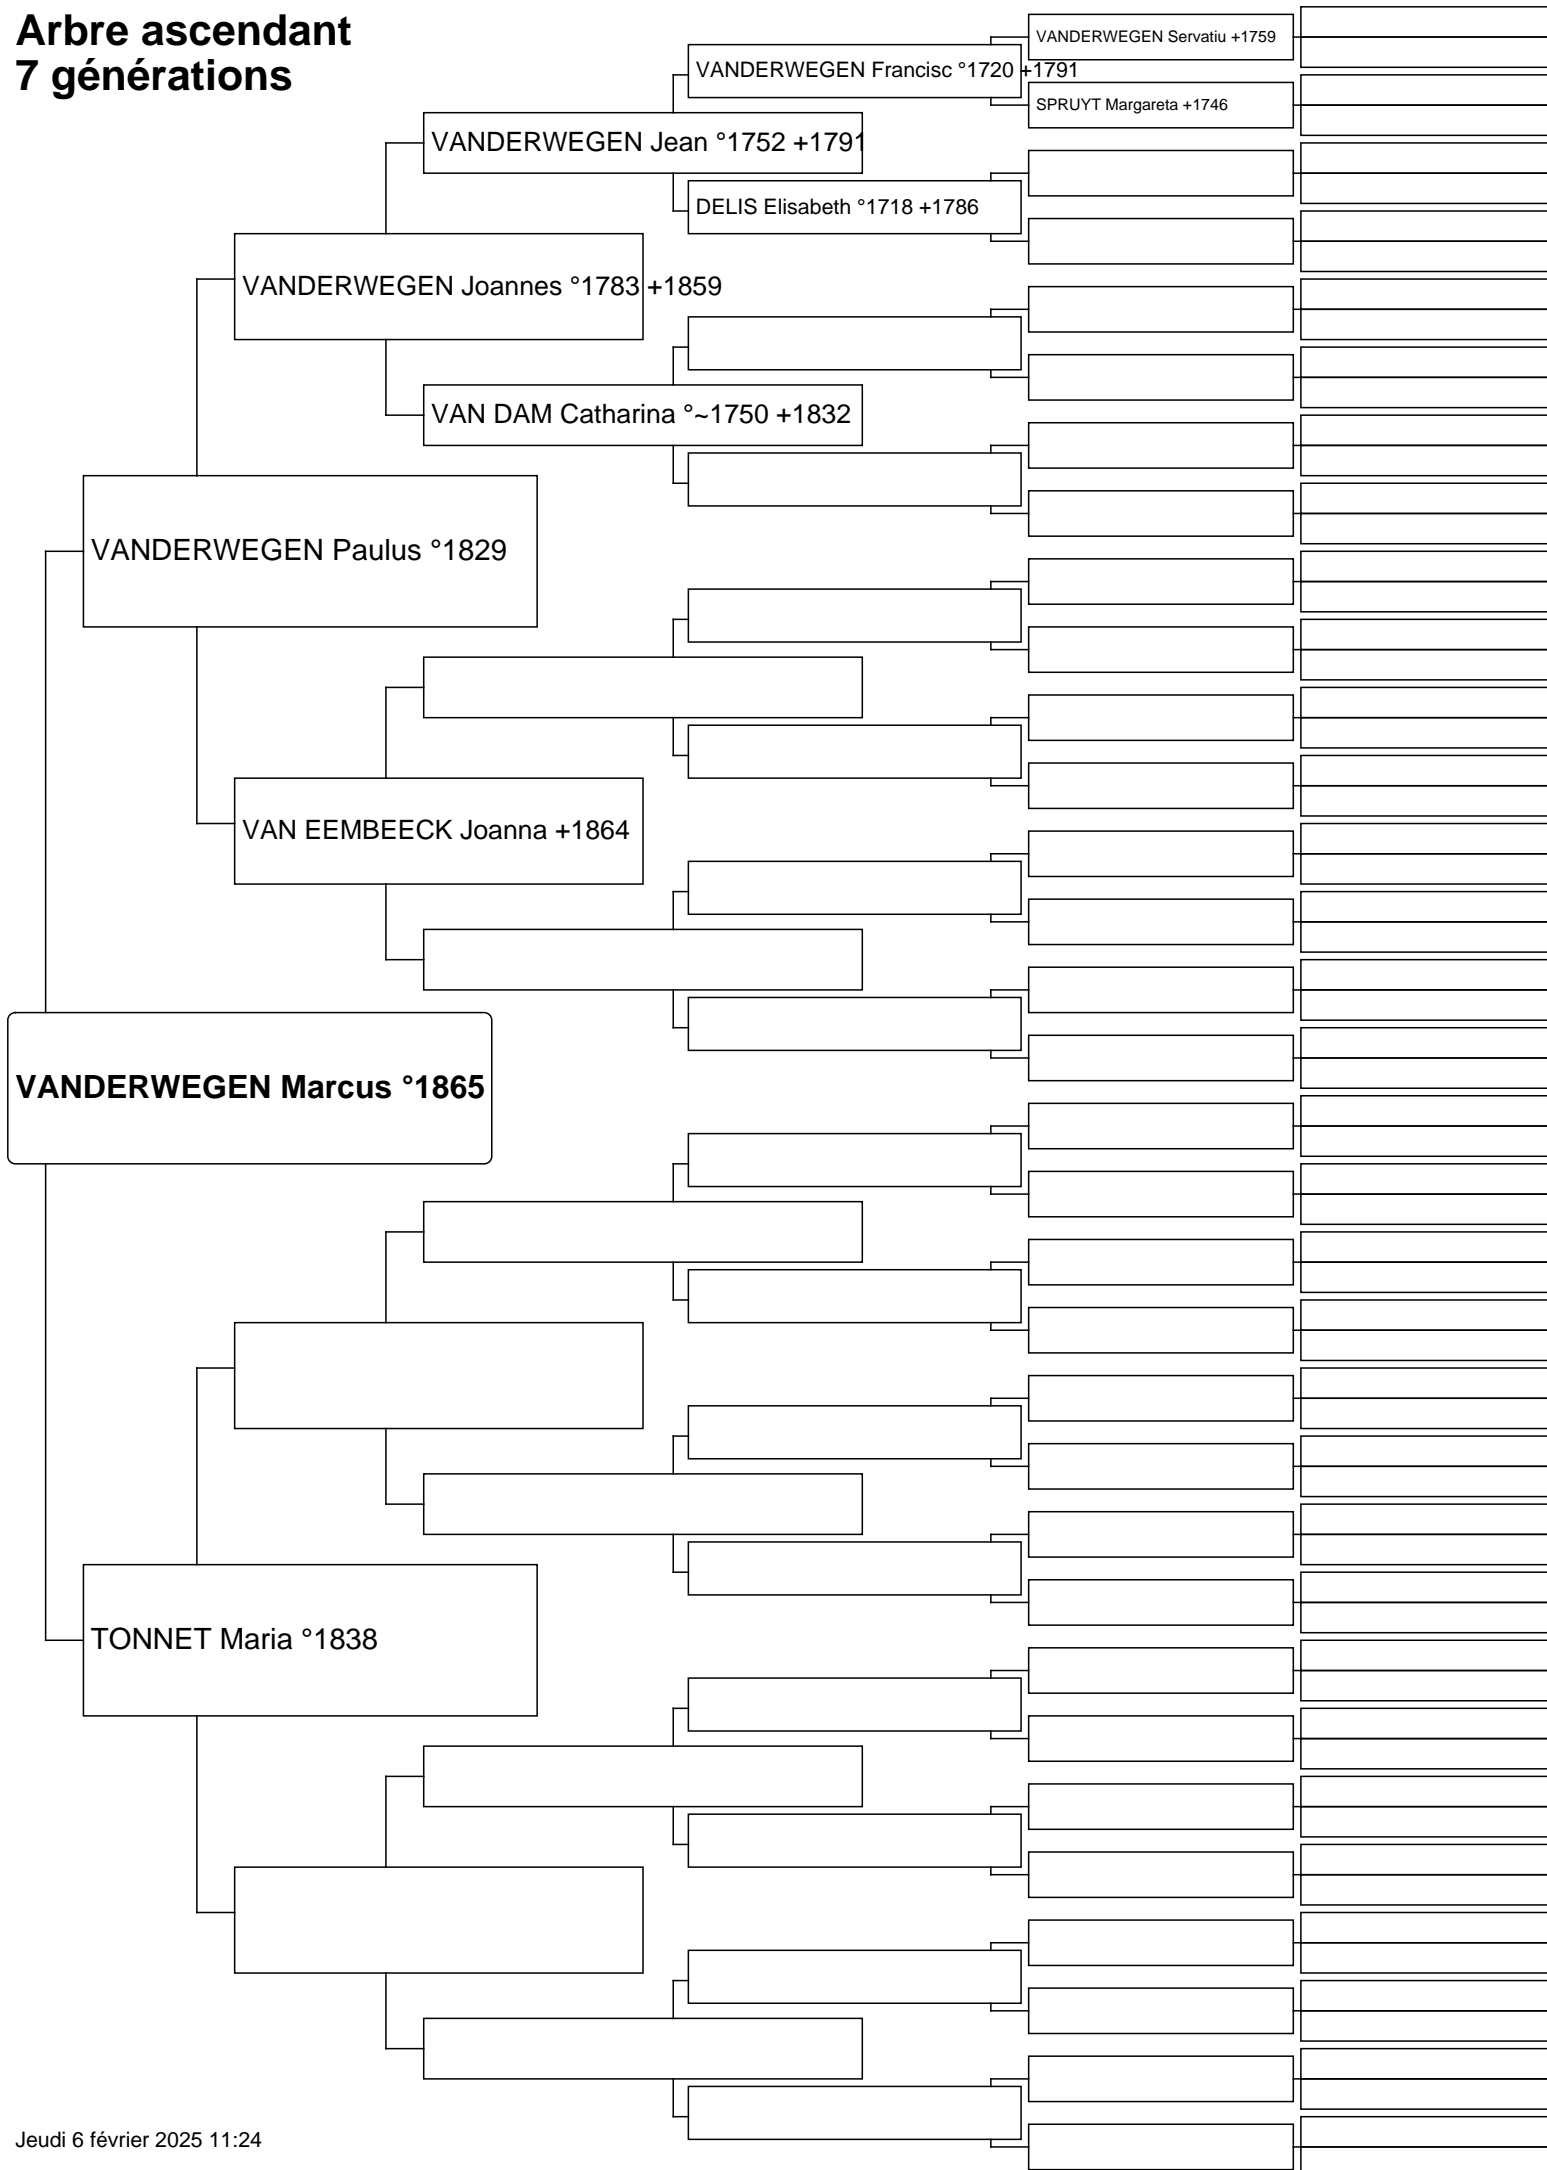 Arbre ascendant
7 générations
VANDERWEGEN Servatiu +1759
VANDERWEGEN Francisc °1720 +1791
SPRUYT Margareta +1746
VANDERWEGEN Jean °1752 +1791
DELIS Elisabeth °1718 +1786
VANDERWEGEN Joannes °1783 +1859
VAN DAM Catharina °~1750 +1832
VANDERWEGEN Paulus °1829
VAN EEMBEECK Joanna +1864
VANDERWEGEN Marcus °1865
TONNET Maria °1838
Jeudi 6 février 2025 11:24